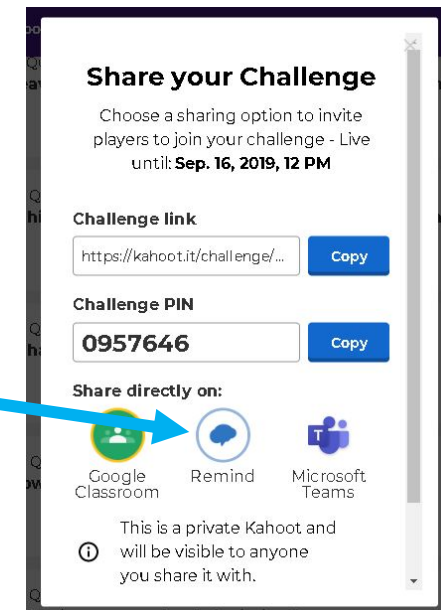 Share your Challenge
Choose a sharing option to invite
players to join your challenge - Live
until: Sep. 16, 2019, 12 PM
Challenge link
https://kahoot.it/challenge/...
Copy
Challenge PIN
0957646
Copy
Share directly on:
Google
Classroom
Remind
Microsoft
Teams
This is a private Kahoot and
will be visible to anyone
you share it with.